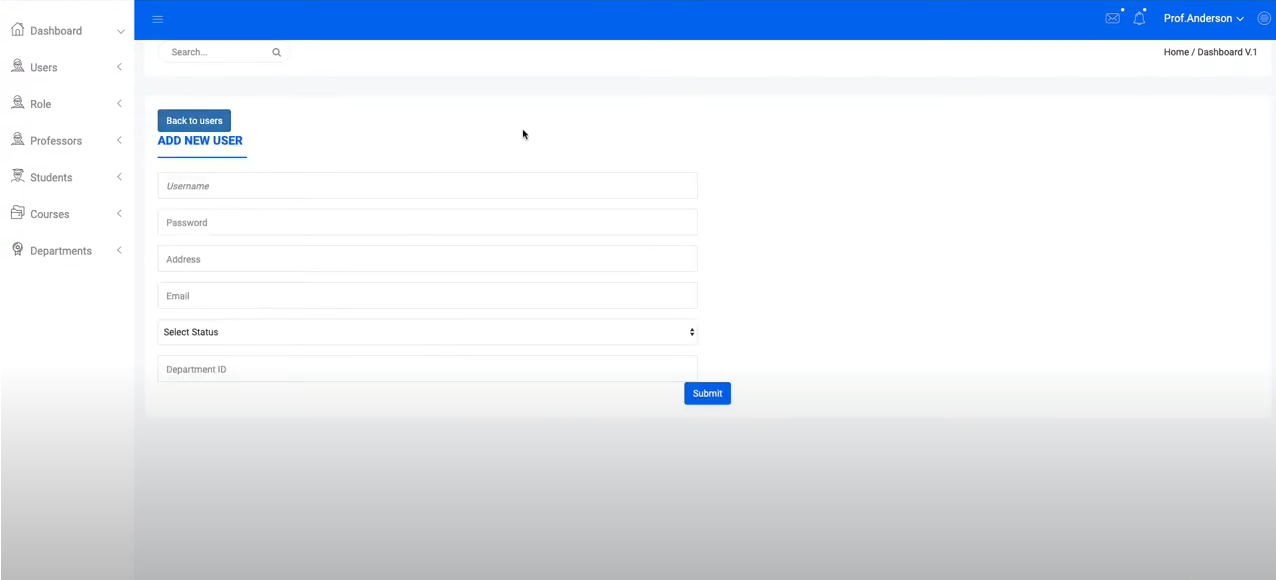 Dashboard
Users
Role
Professors
Students
Courses
Departments
Prof.Anderson
Search...
Home / Dashboard V.1
Back to users
ADD NEW USER
Username
Password
Address
Email
Select Status
Department ID
Submit